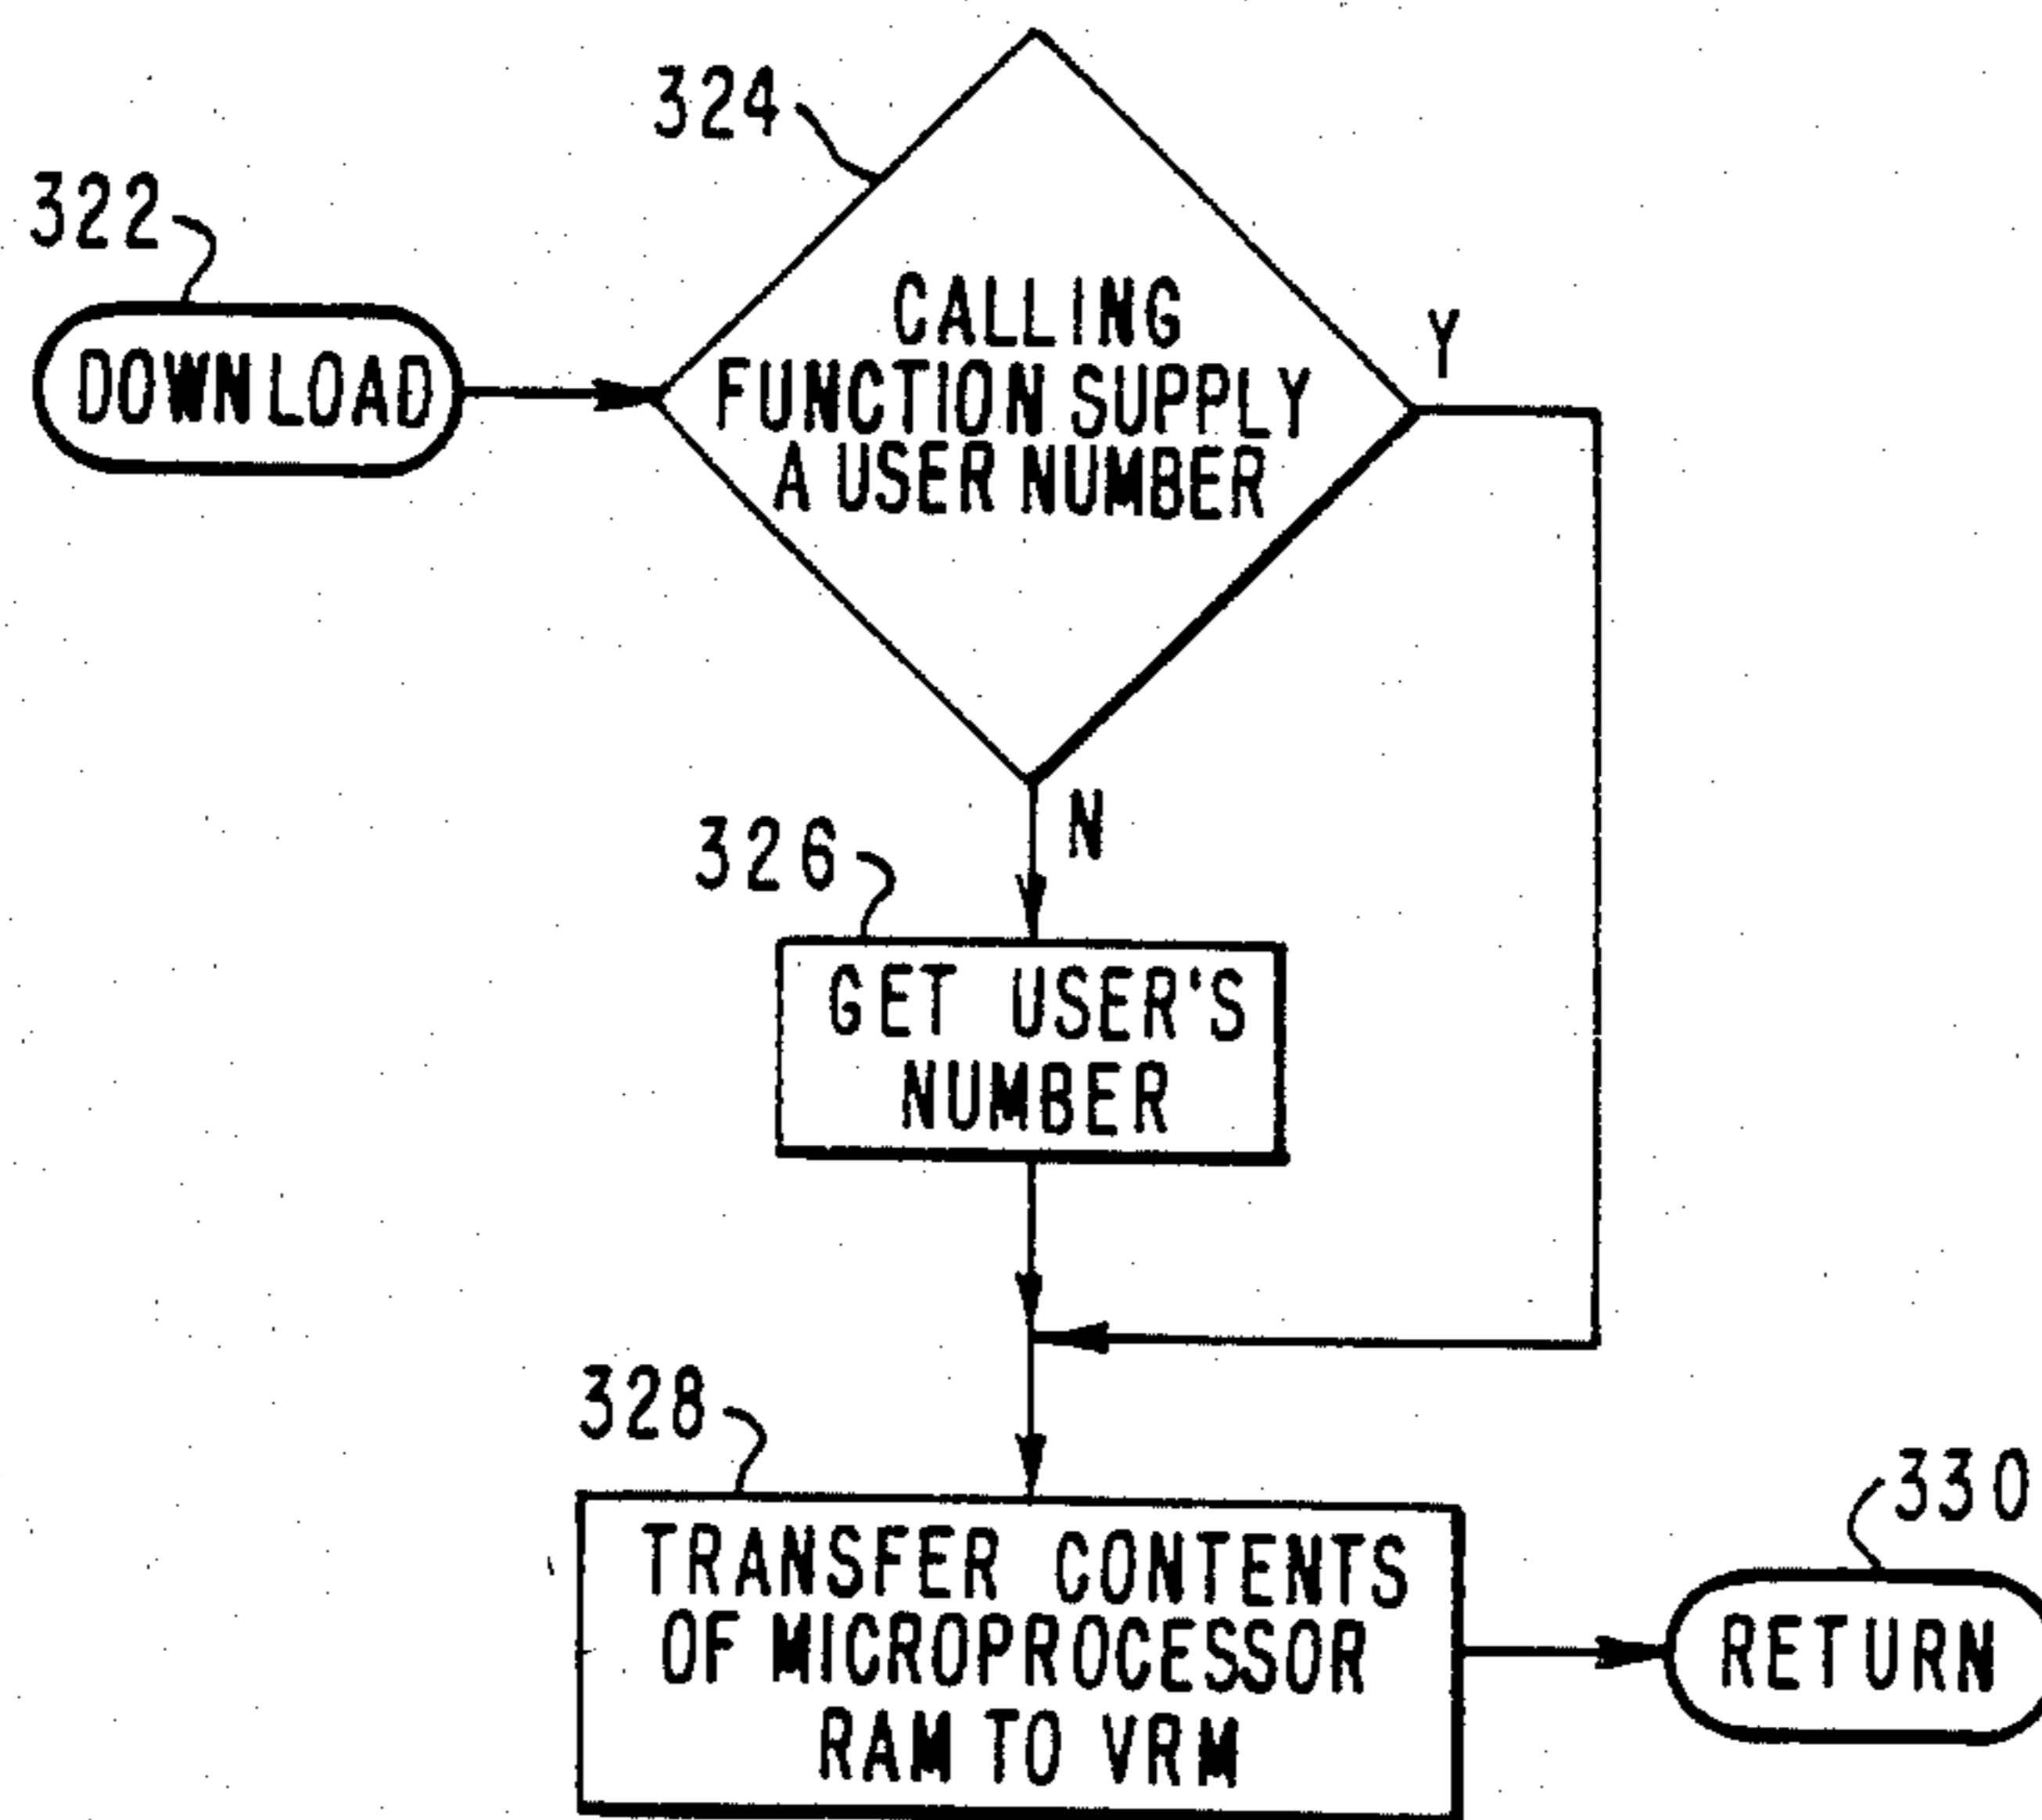 324
322
DOWNLOAD
CALLING
FUNCTION SUPPLY
A USER NUMBER
Y
N
326
GET USER'S
NUMBER
328
TRANSFER CONTENTS
OF MICROPROCESSOR
RAM TO VRM
330
RETURN